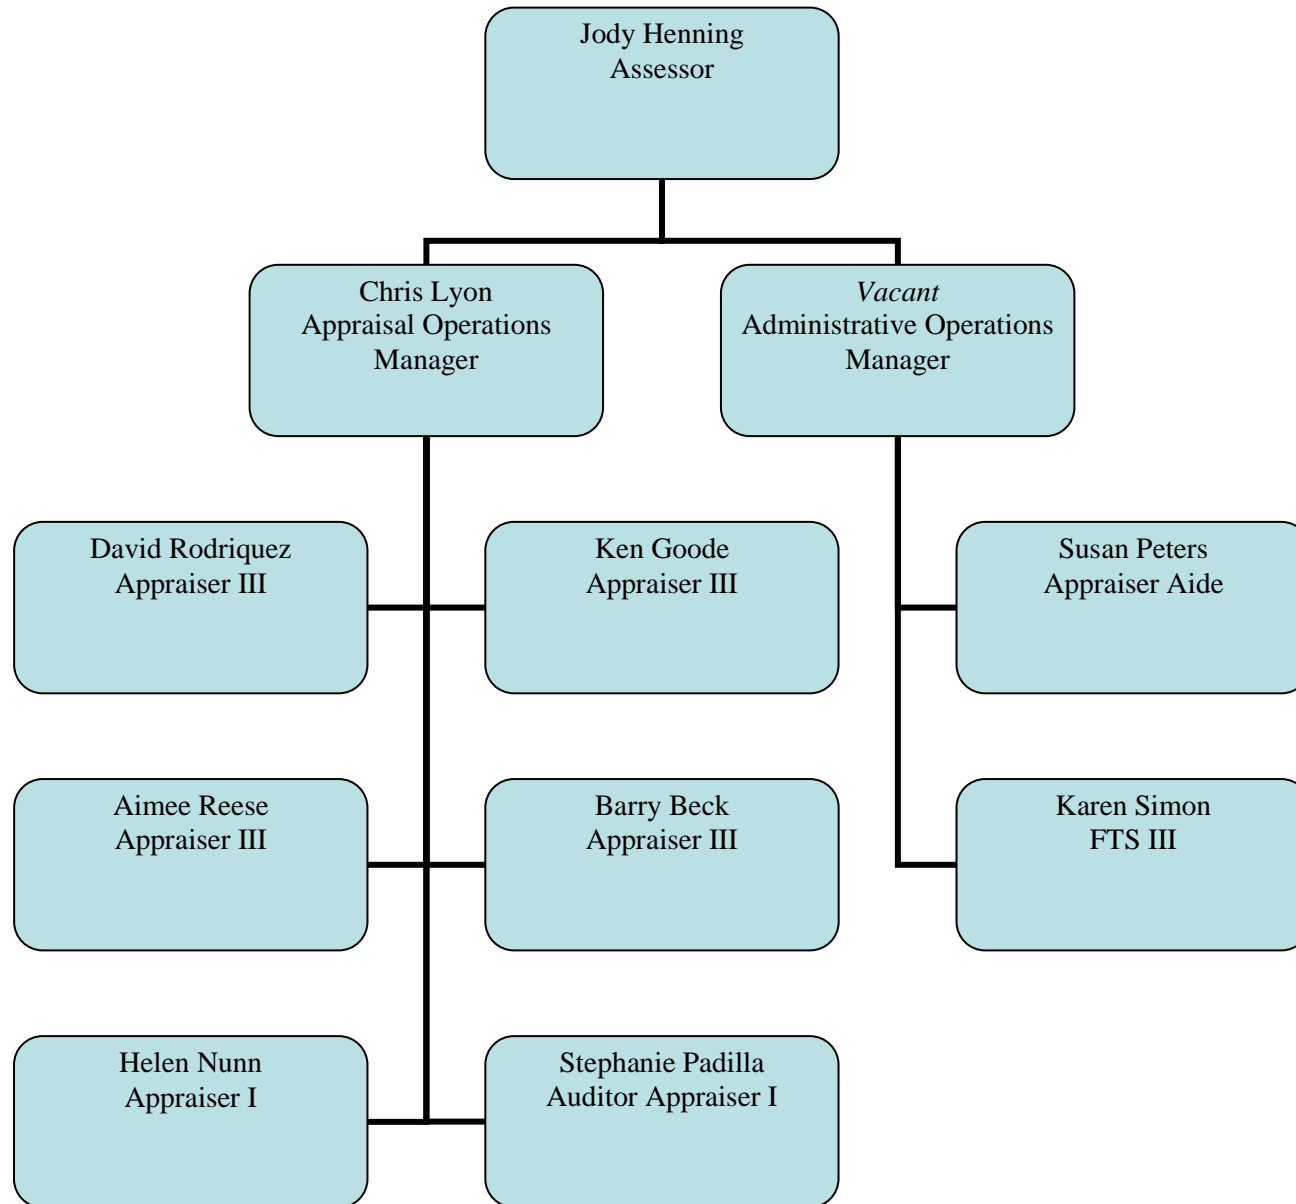 Jody Henning
Assessor
Chris Lyon
Appraisal Operations
Manager
Vacant
Administrative Operations
Manager
David Rodriquez
Appraiser III
Ken Goode
Appraiser III
Susan Peters
Appraiser Aide
Aimee Reese
Appraiser III
Barry Beck
Appraiser III
Karen Simon
FTS III
Helen Nunn
Appraiser I
Stephanie Padilla
Auditor Appraiser I